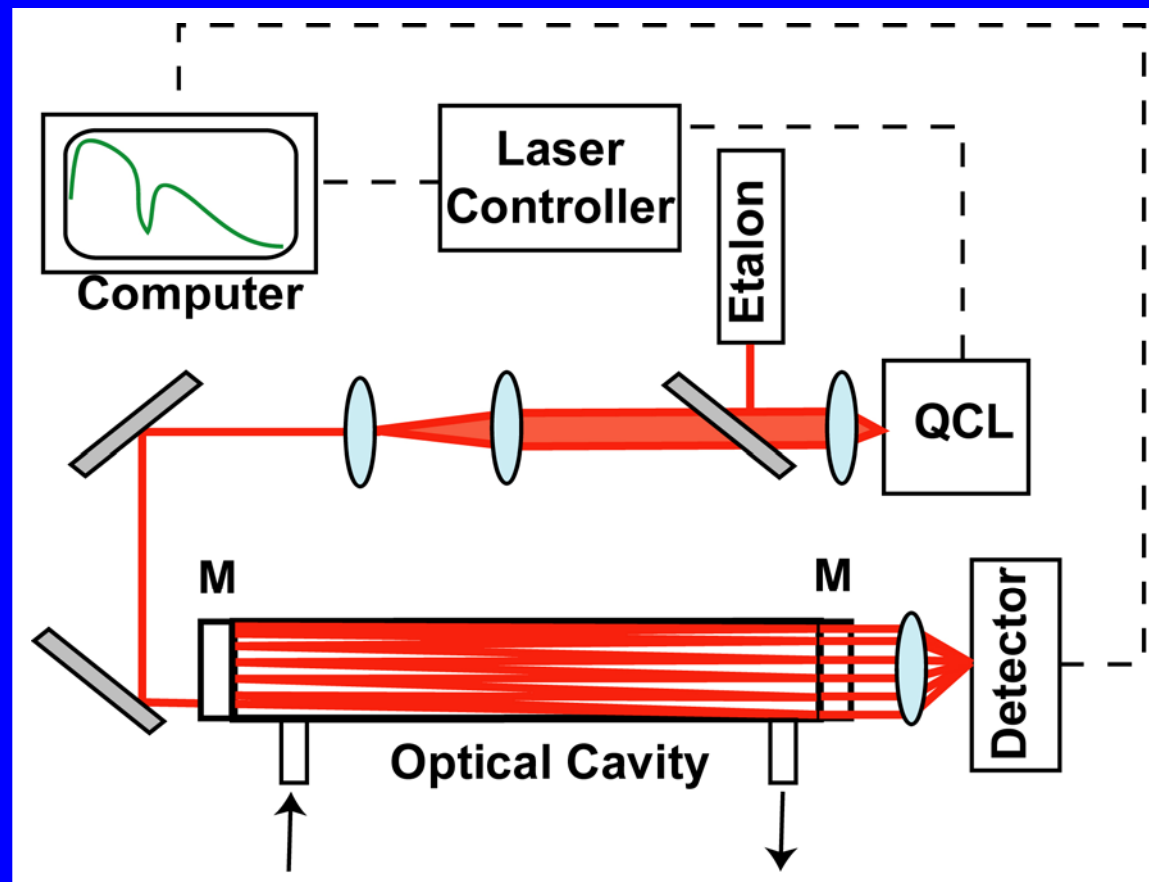 Laser
Controller
Etalon
Computer
QCL
M
M
Detector
Optical Cavity